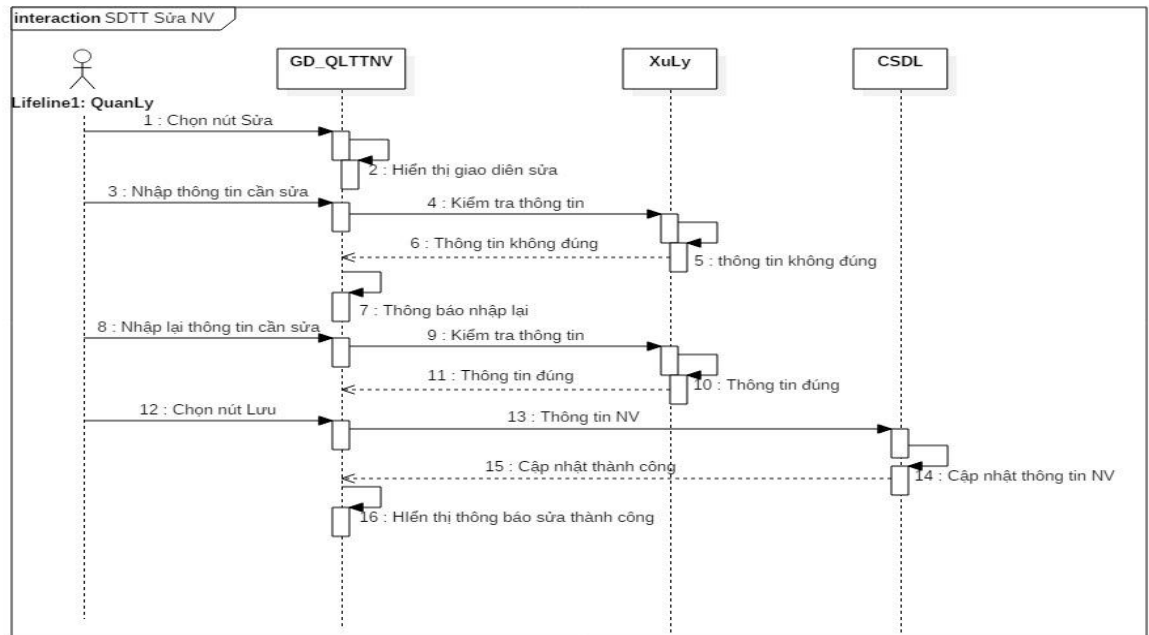 interaction SDTT Sửa NV
GD_QLTTNV
XuLy
CSDL
Lifeline1: QuanLy
1 : Chọn nút Sửa
2 : Hiển thị giao diên sửa
3 : Nhập thông tin cần sửa
4 : Kiểm tra thông tin
6 : Thông tin không đúng
5 : thông tin không đúng
7 : Thông báo nhập lại
8 : Nhập lại thông tin cần sửa
9 : Kiểm tra thông tin
11 : Thông tin đúng
10 : Thông tin đúng
12 : Chọn nút Lưu
13 : Thông tin NV
15 : Cập nhật thành công
14 : Cập nhật thông tin NV
16 : HIển thị thông báo sửa thành công